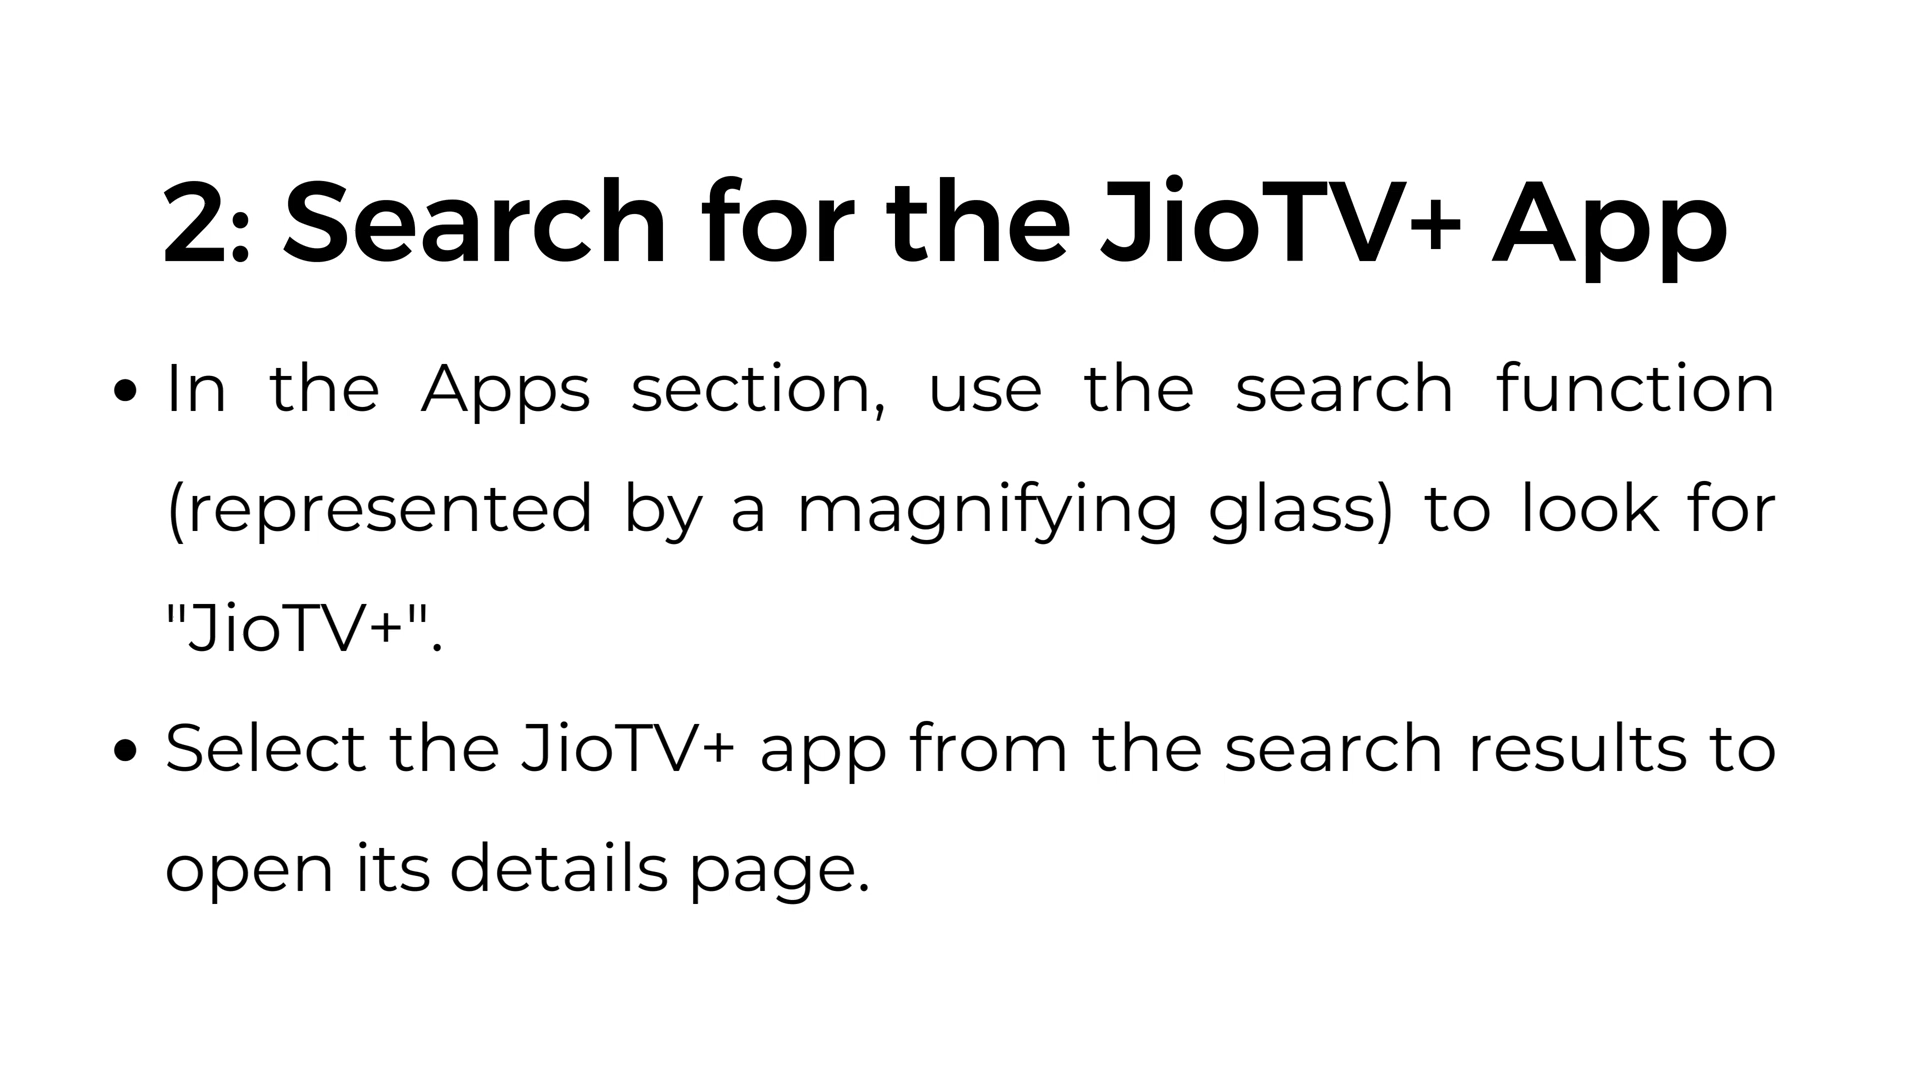 2: Search for the JioTV+ App
• In the Apps section, use the search function
(represented by a magnifying glass) to look for
"JioTV+".
• Select the JioTV+ app from the search results to
open its details page.